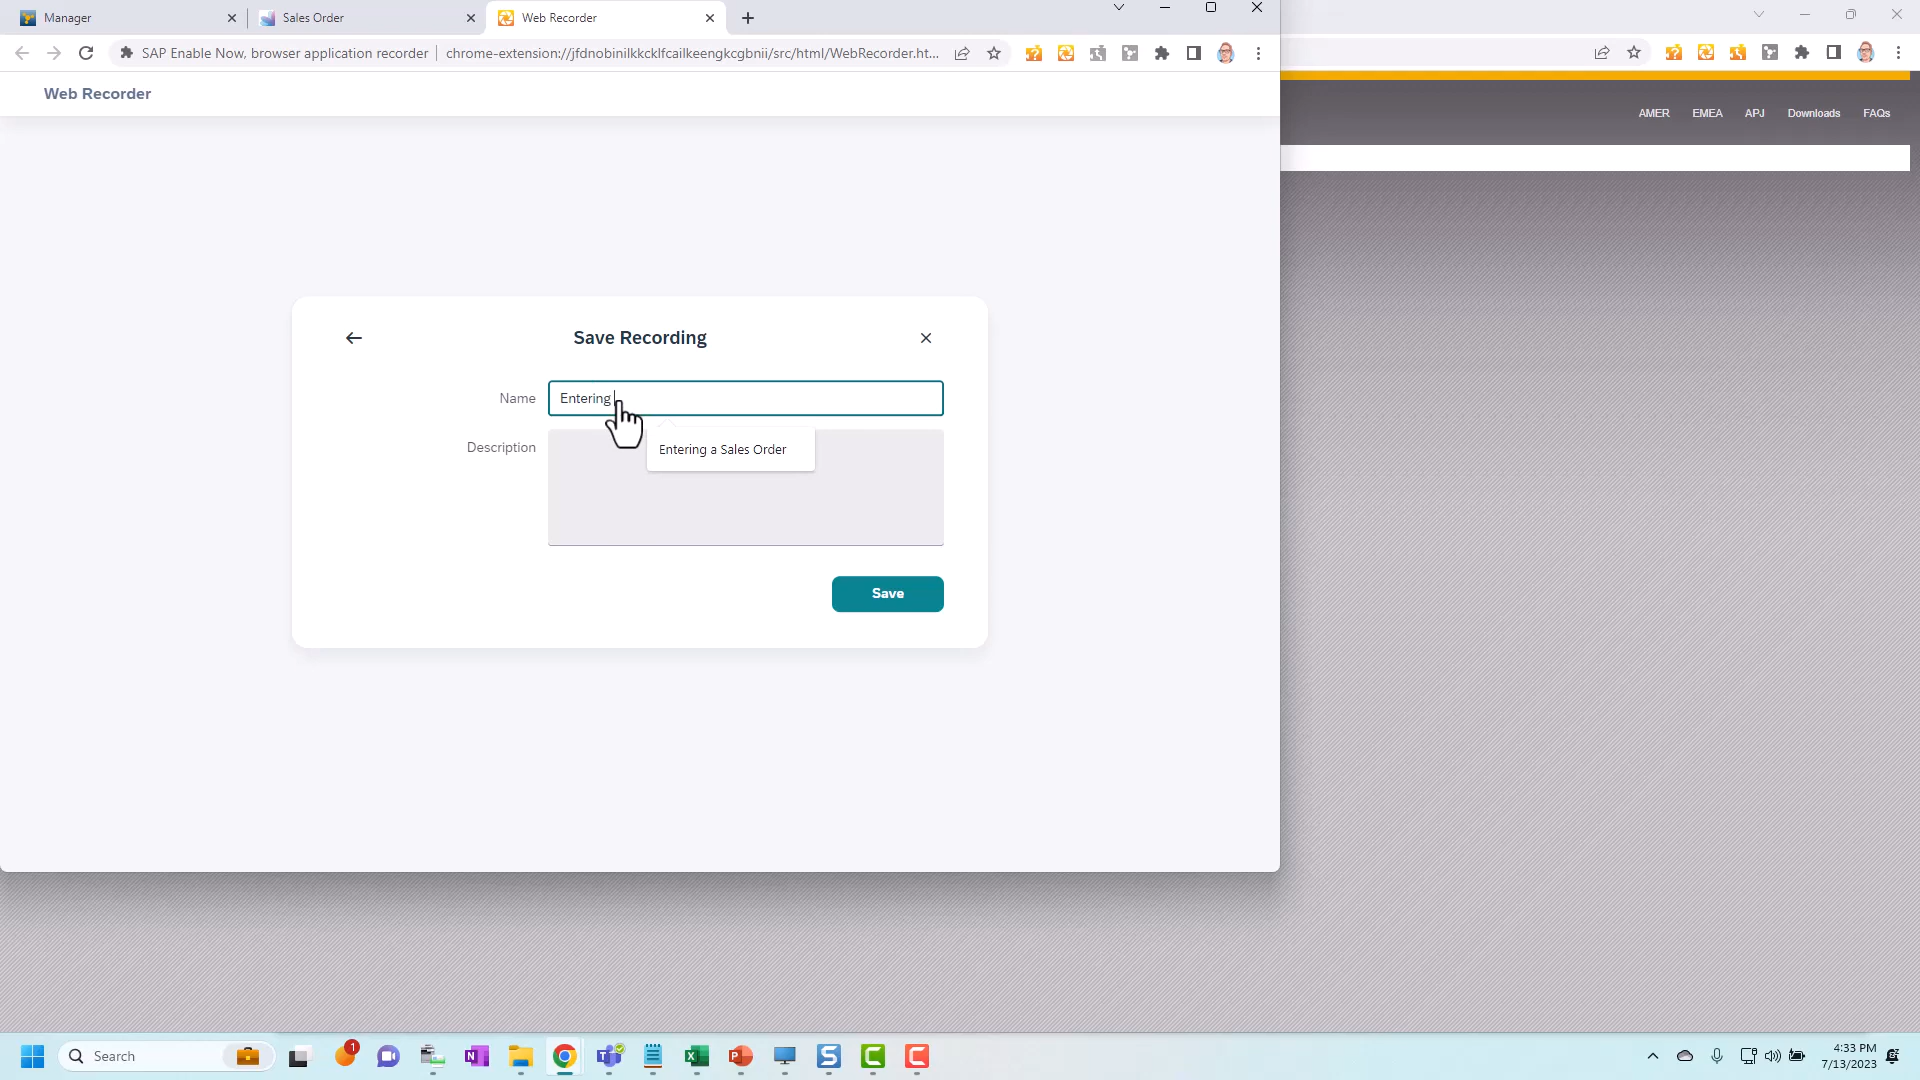 Manager
Sales Order
Web Recorder
SAP Enable Now, browser application recorder
chrome-extension://jfdnobinilkkcklfcailkeengkcgbnii/src/html/WebRecorder.ht...
Web Recorder
AMER EMEA APJ Downloads FAQs
Save Recording
Name
Entering
Entering a Sales Order
Description
Save
Search
1
4:33 PM
7/13/2023